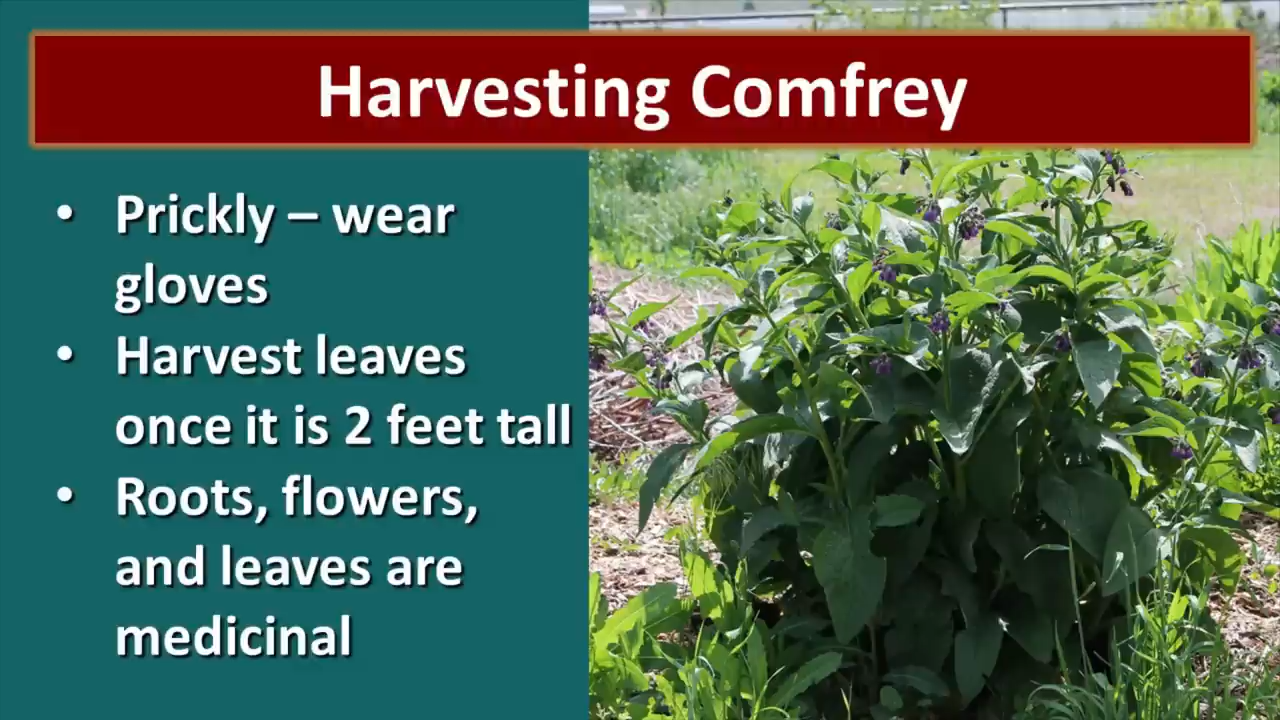 Harvesting Comfrey
• Prickly – wear
gloves
• Harvest leaves
once it is 2 feet tall
• Roots, flowers,
and leaves are
medicinal